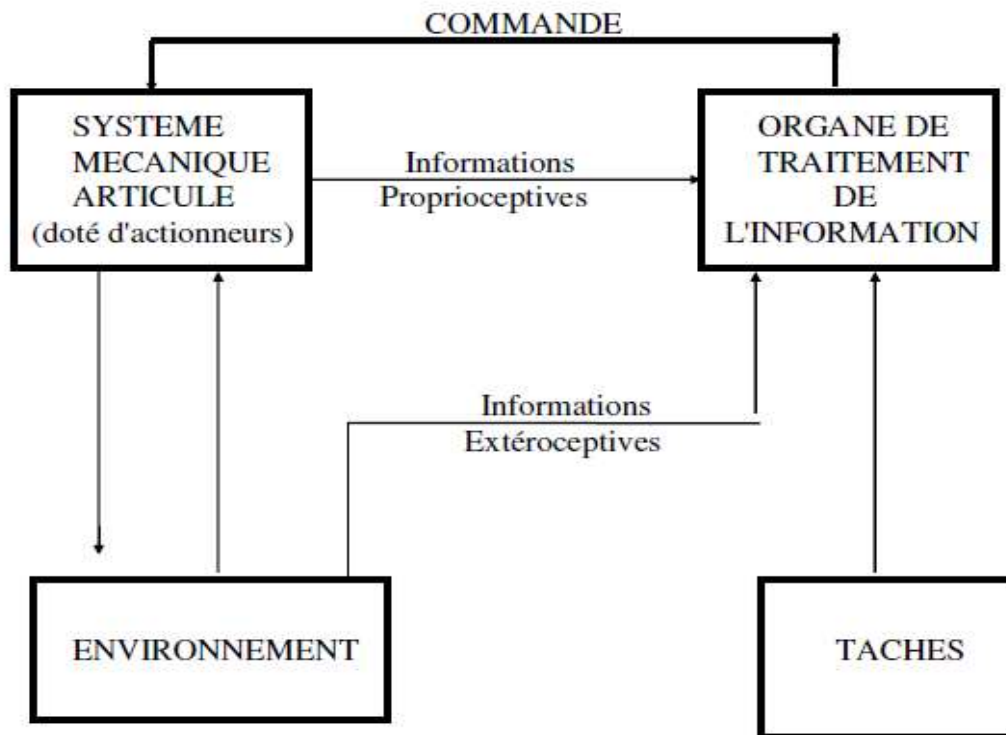 COMMANDE
SYSTEME
MECANIQUE
ARTICULE
(doté d'actionneurs)
Informations
Proprioceptives
ORGANE DE
TRAITEMENT
DE
L'INFORMATION
Informations
Extéroceptives
ENVIRONNEMENT
TACHES